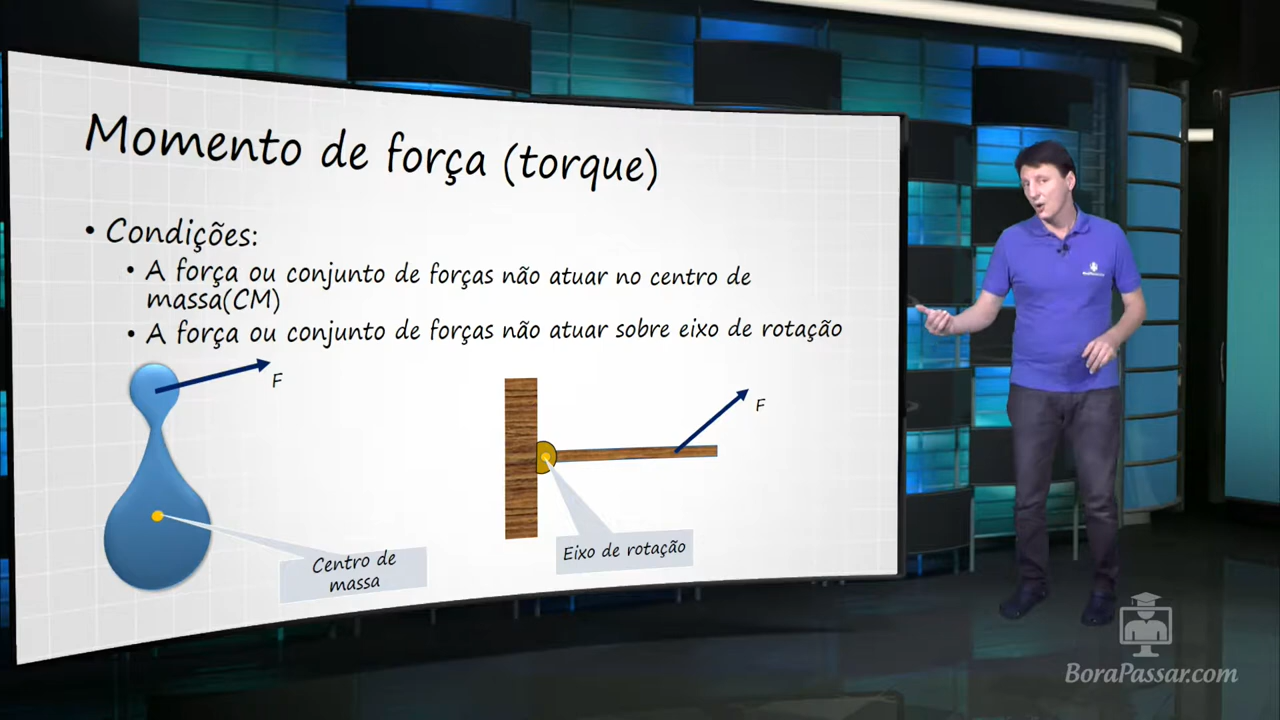 Momento de força (torque)
• Condições:
• A força ou conjunto de forças não atuar no centro de
massa(CM)
• A força ou conjunto de forças não atuar sobre eixo de rotação
F
F
Eixo de rotação
Centro de
massa
BoraPassar.com